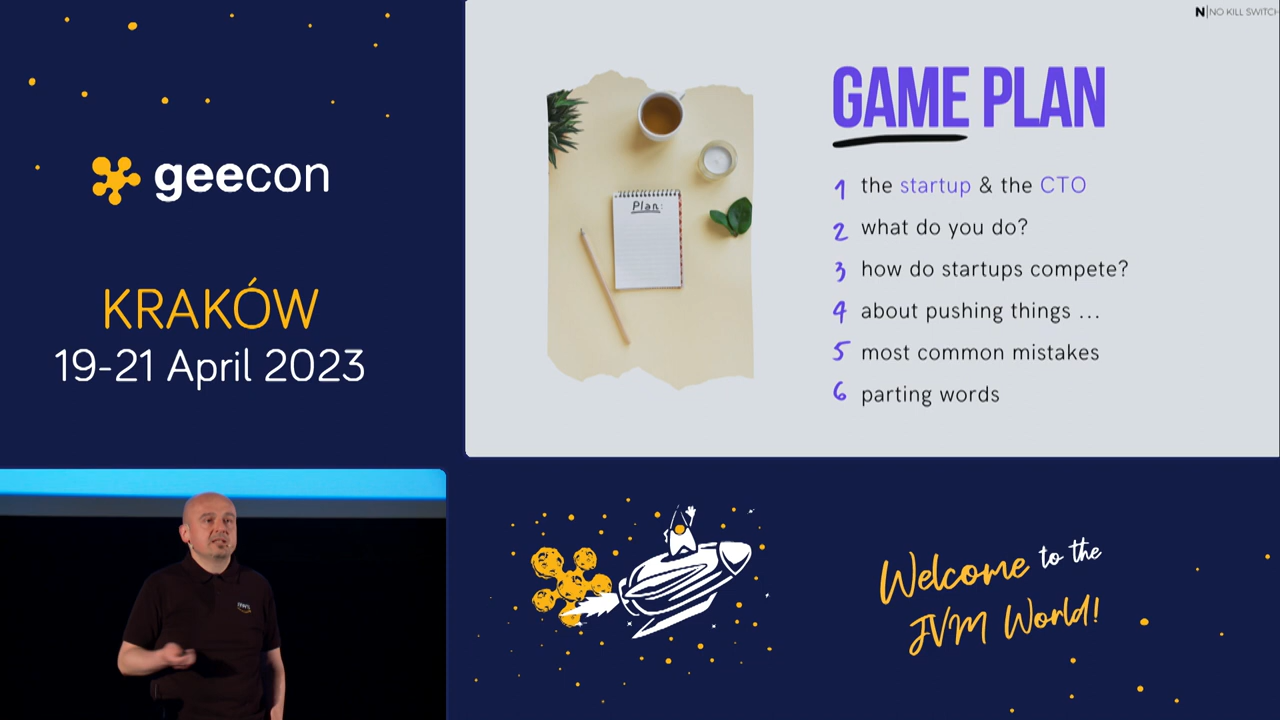 geecon
KRAKÓW
19-21 April 2023
N|NO KILL SWITCH
GAME PLAN
Plan:
1 the startup & the CTO
2 what do you do?
3 how do startups compete?
4 about pushing things ...
5 most common mistakes
6 parting words
aws
Welcome to the
JVM World!